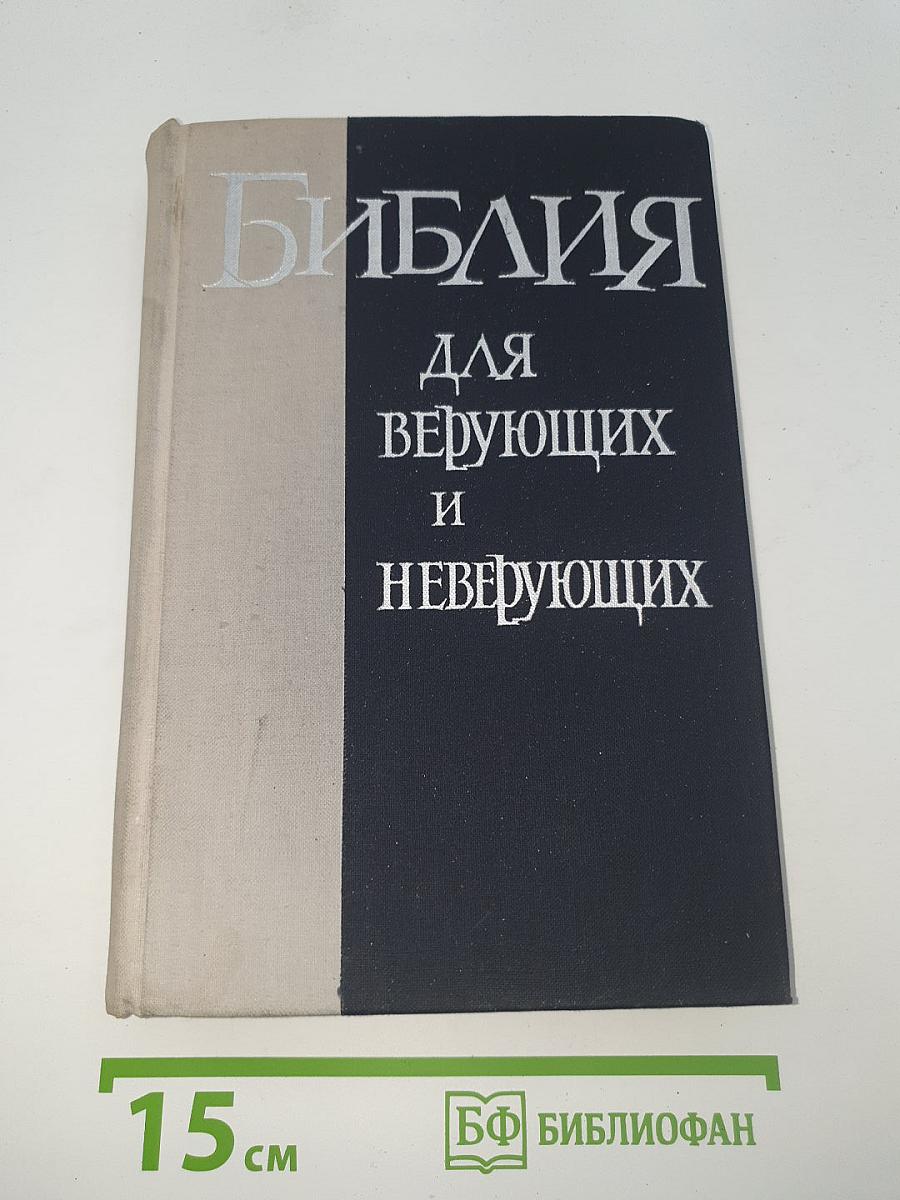 Библия
для
верующих
и
неверующих
15 см
БФ БИБЛИОФАН